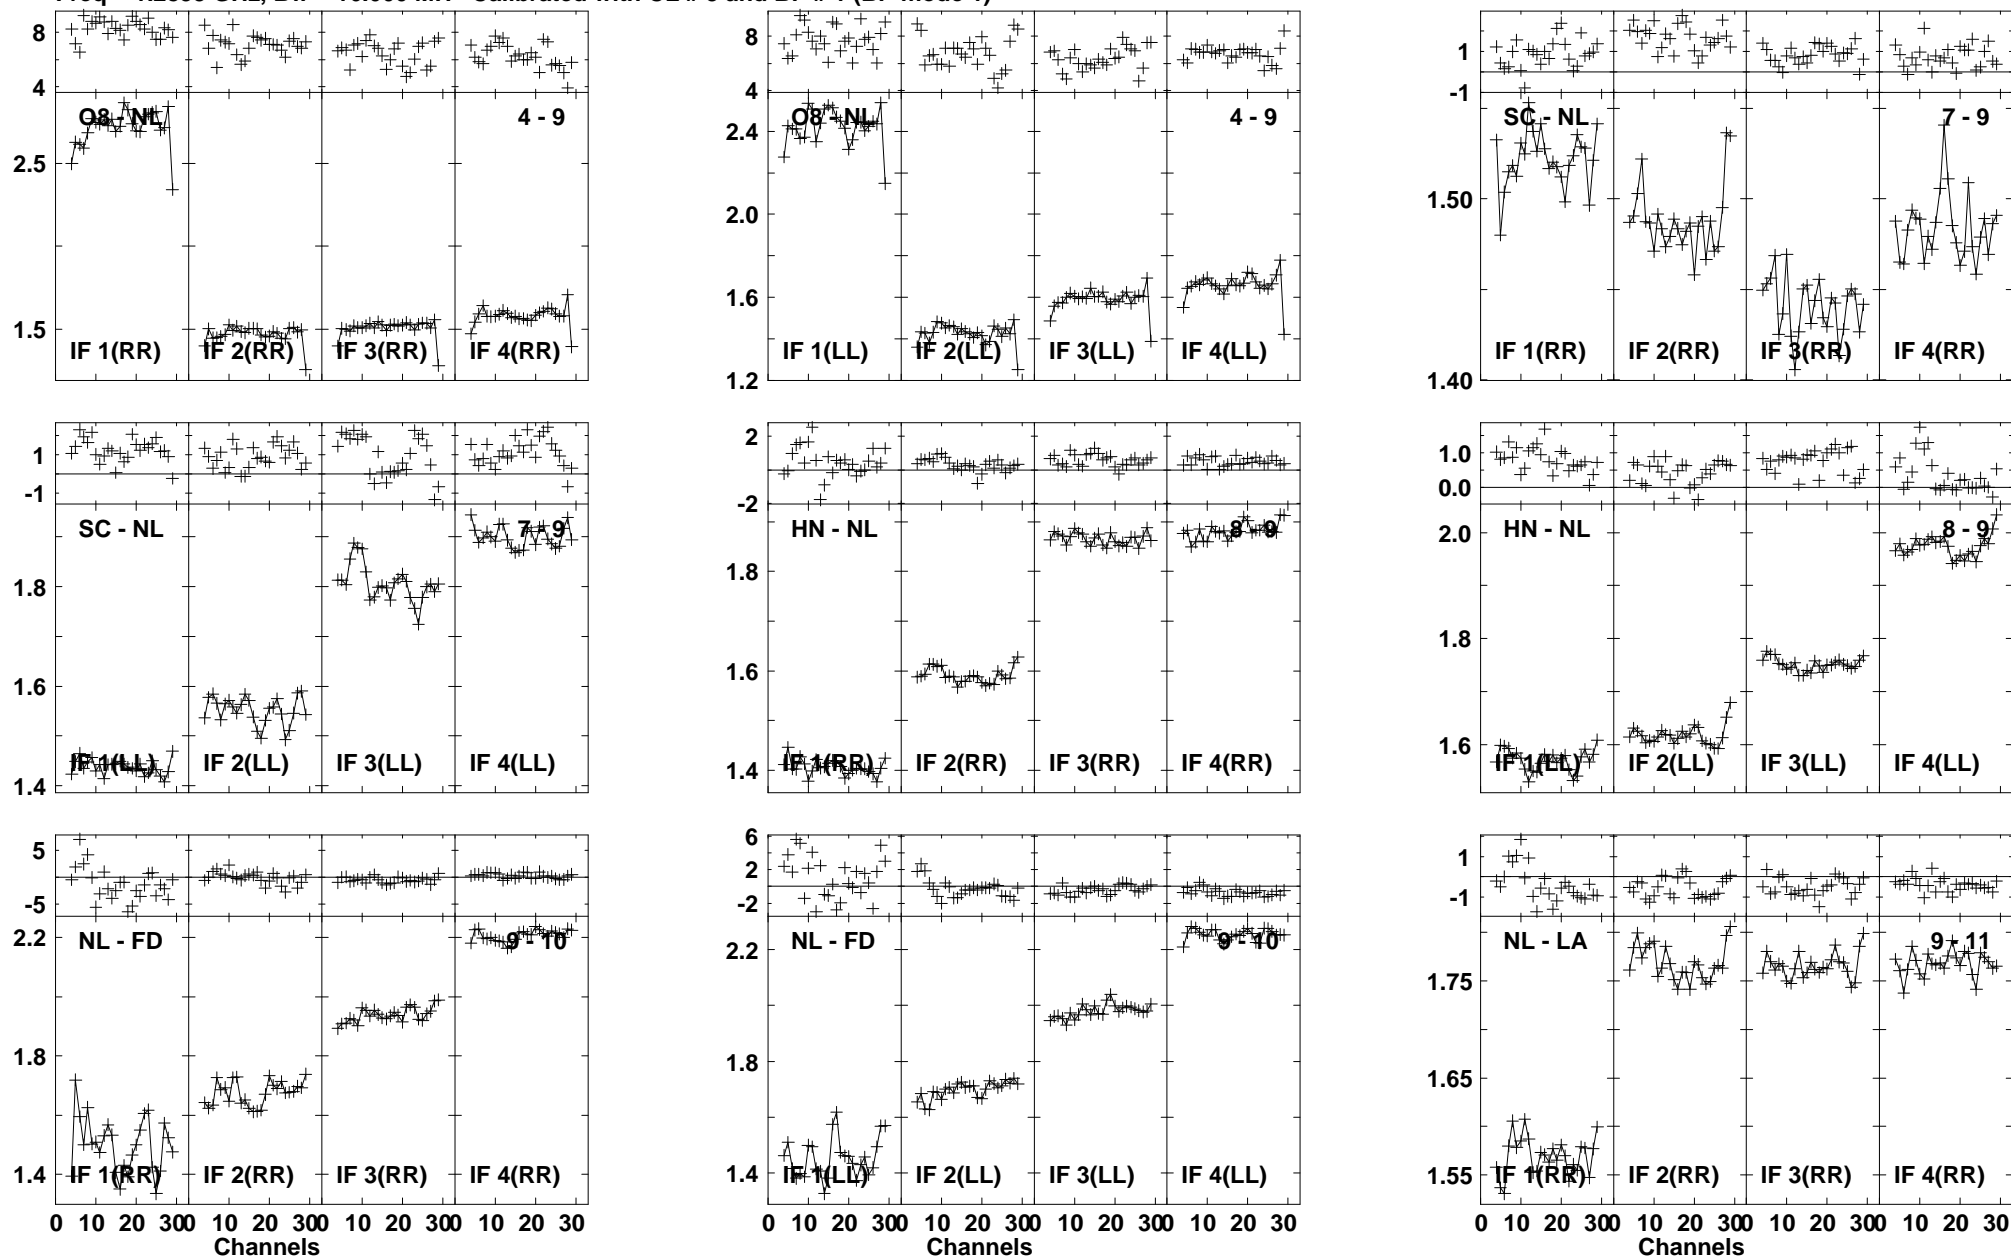 8 4 O8 - NL 4 - 9 2.5 1.5 IF 1(RR) IF 2(RR) IF 3(RR) IF 4(RR)
8 4 O8 - NL 4 - 9 2.4 2.0 1.6 1.2 IF 1(LL) IF 2(LL) IF 3(LL) IF 4(LL)
1 -1 SC - NL 7 - 9 1.50 1.40 IF 1(RR) IF 2(RR) IF 3(RR) IF 4(RR)
1 -1 SC - NL 7 - 9 1.8 1.6 1.4 IF 1(LL) IF 2(LL) IF 3(LL) IF 4(LL)
2 -2 HN - NL 8 - 9 1.8 1.6 1.4 IF 1(RR) IF 2(RR) IF 3(RR) IF 4(RR)
1.0 0.0 HN - NL 8 - 9 2.0 1.8 1.6 IF 1(LL) IF 2(LL) IF 3(LL) IF 4(LL)
5 -5 NL - FD 9 - 10 2.2 1.8 1.4 IF 1(RR) IF 2(RR) IF 3(RR) IF 4(RR)
0 10 20 30 0 10 20 30 0 10 20 30 0 10 20 30
Channels
6 2 -2 NL - FD 9 - 10 2.2 1.8 1.4 IF 1(LL) IF 2(LL) IF 3(LL) IF 4(LL)
0 10 20 30 0 10 20 30 0 10 20 30 0 10 20 30
Channels
1 -1 NL - LA 9 - 11 1.75 1.65 1.55 IF 1(RR) IF 2(RR) IF 3(RR) IF 4(RR)
0 10 20 30 0 10 20 30 0 10 20 30 0 10 20 30
Channels